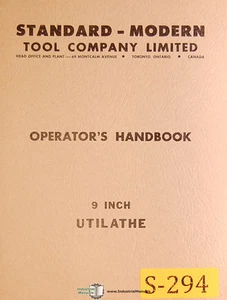 STANDARD - MODERN
TOOL COMPANY LIMITED
HEAD OFFICE AND PLANT — 69 MONTCALM AVENUE • TORONTO ONTARIO • CANADA
OPERATOR'S HANDBOOK
9 INCH
UTILATHE
S-294